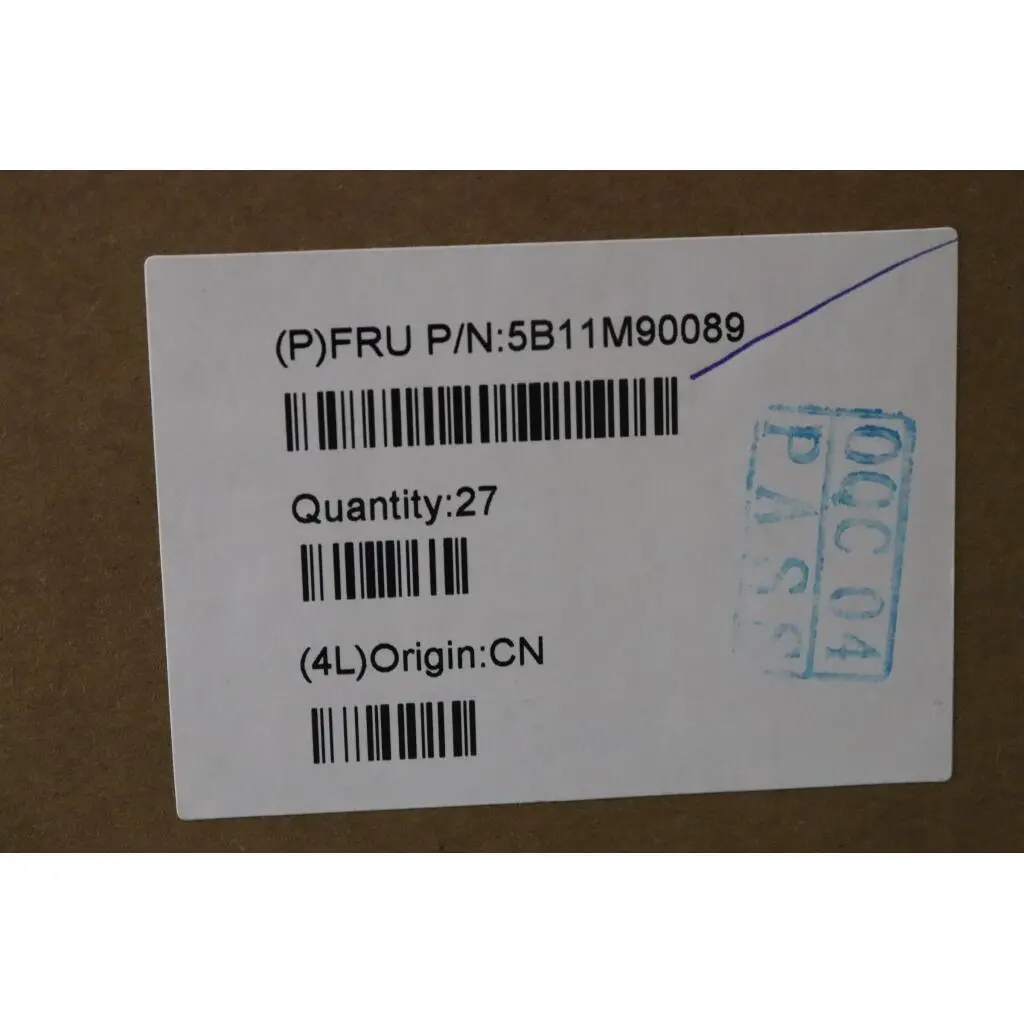 (P)FRU P/N:5B11M90089
Quantity:27
(4L)Origin:CN
OQC 04
PASS